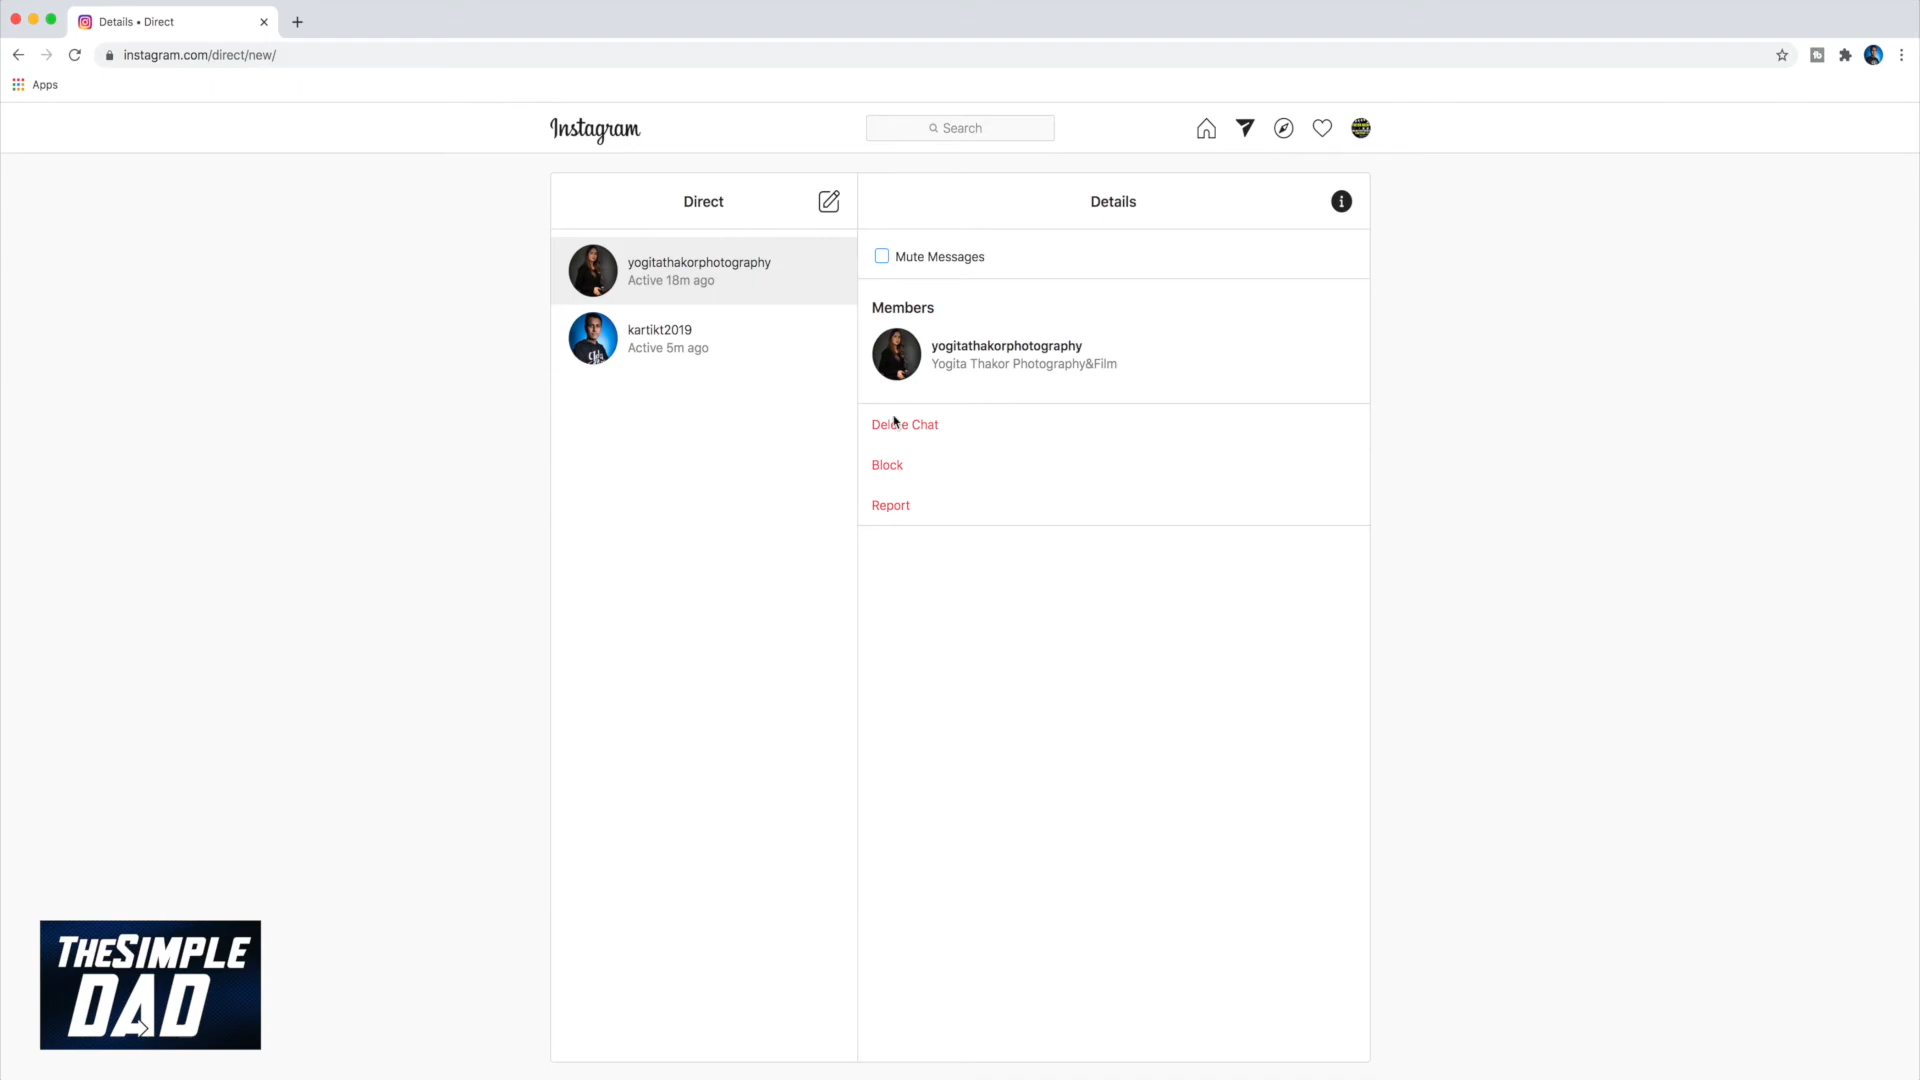 Details • Direct
instagram.com/direct/new/
Apps
Instagram
Search
Direct
Details
yogitathakorphotography
Active 18m ago
kartikt2019
Active 5m ago
Mute Messages
Members
yogitathakorphotography
Yogita Thakor Photography&Film
Delete Chat
Block
Report
THESIMPLE
DAD